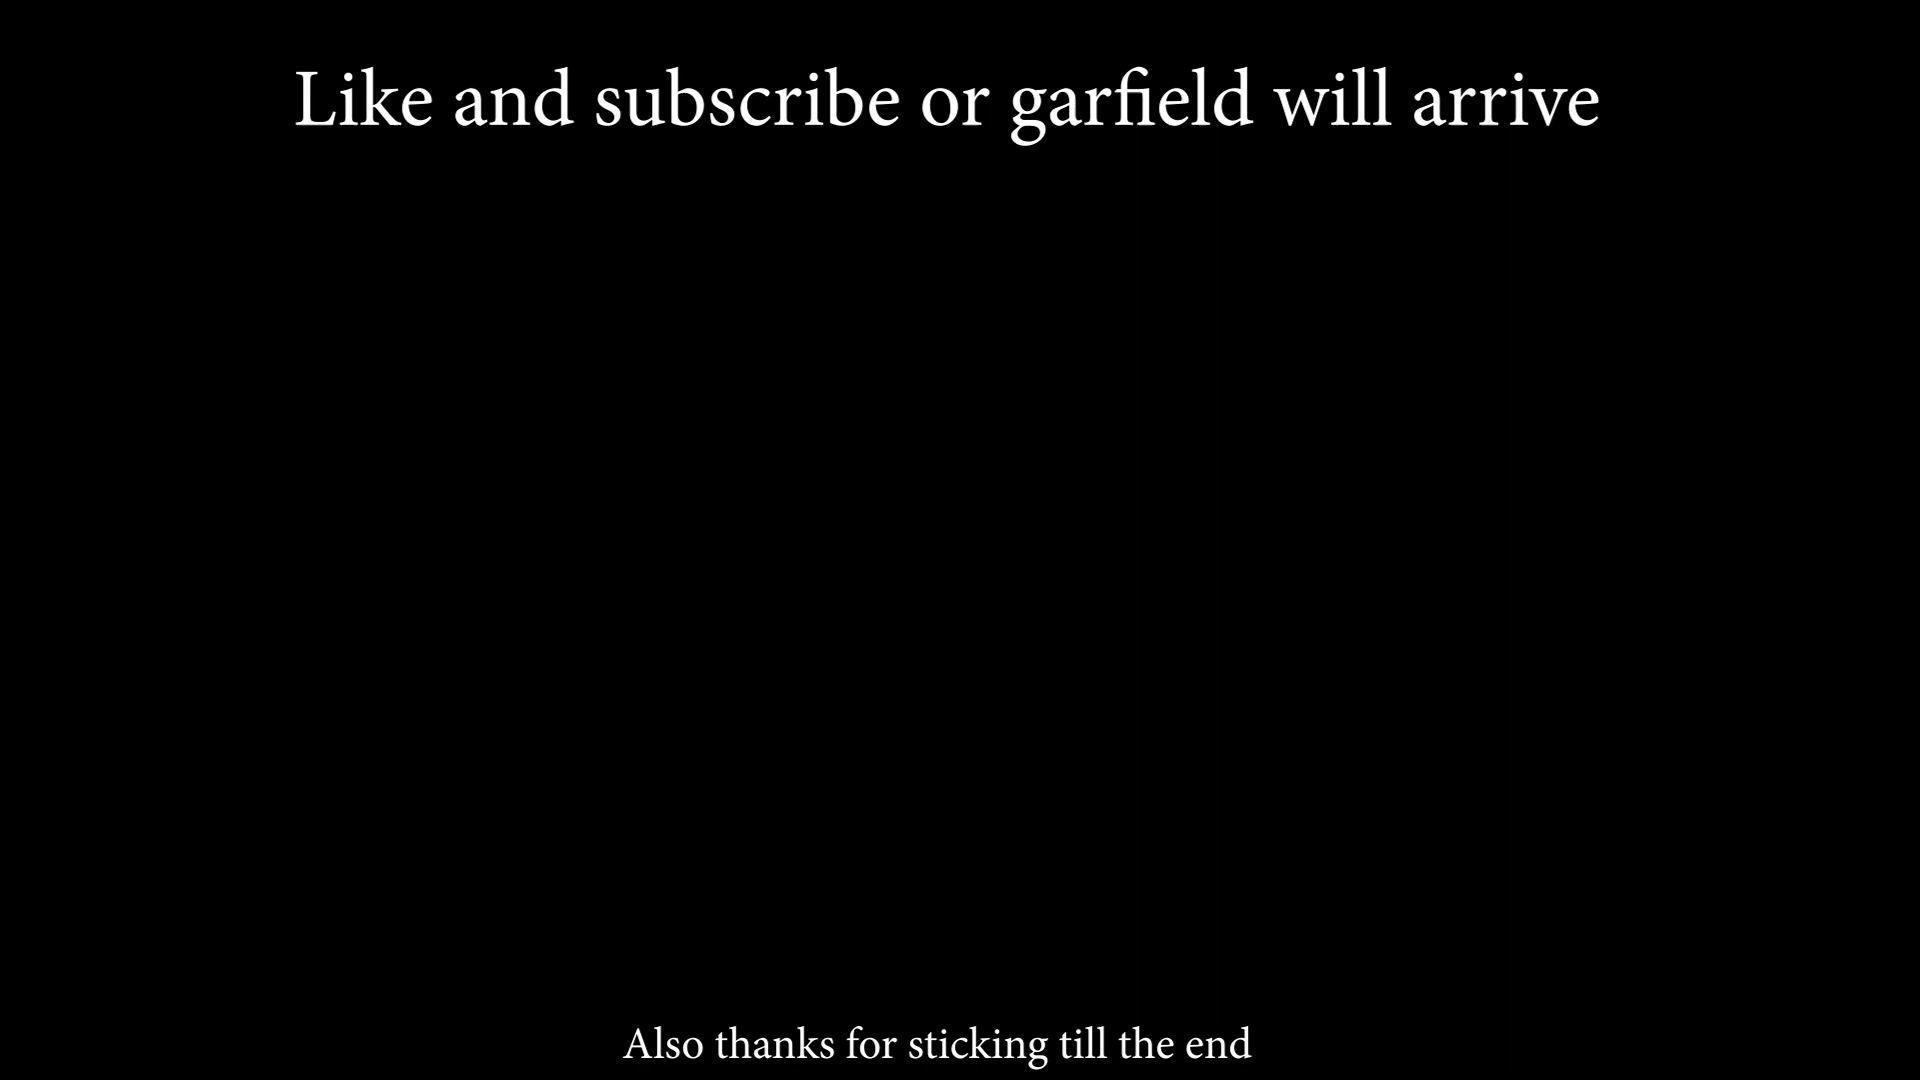 Like and subscribe or garfield will arrive
Also thanks for sticking till the end